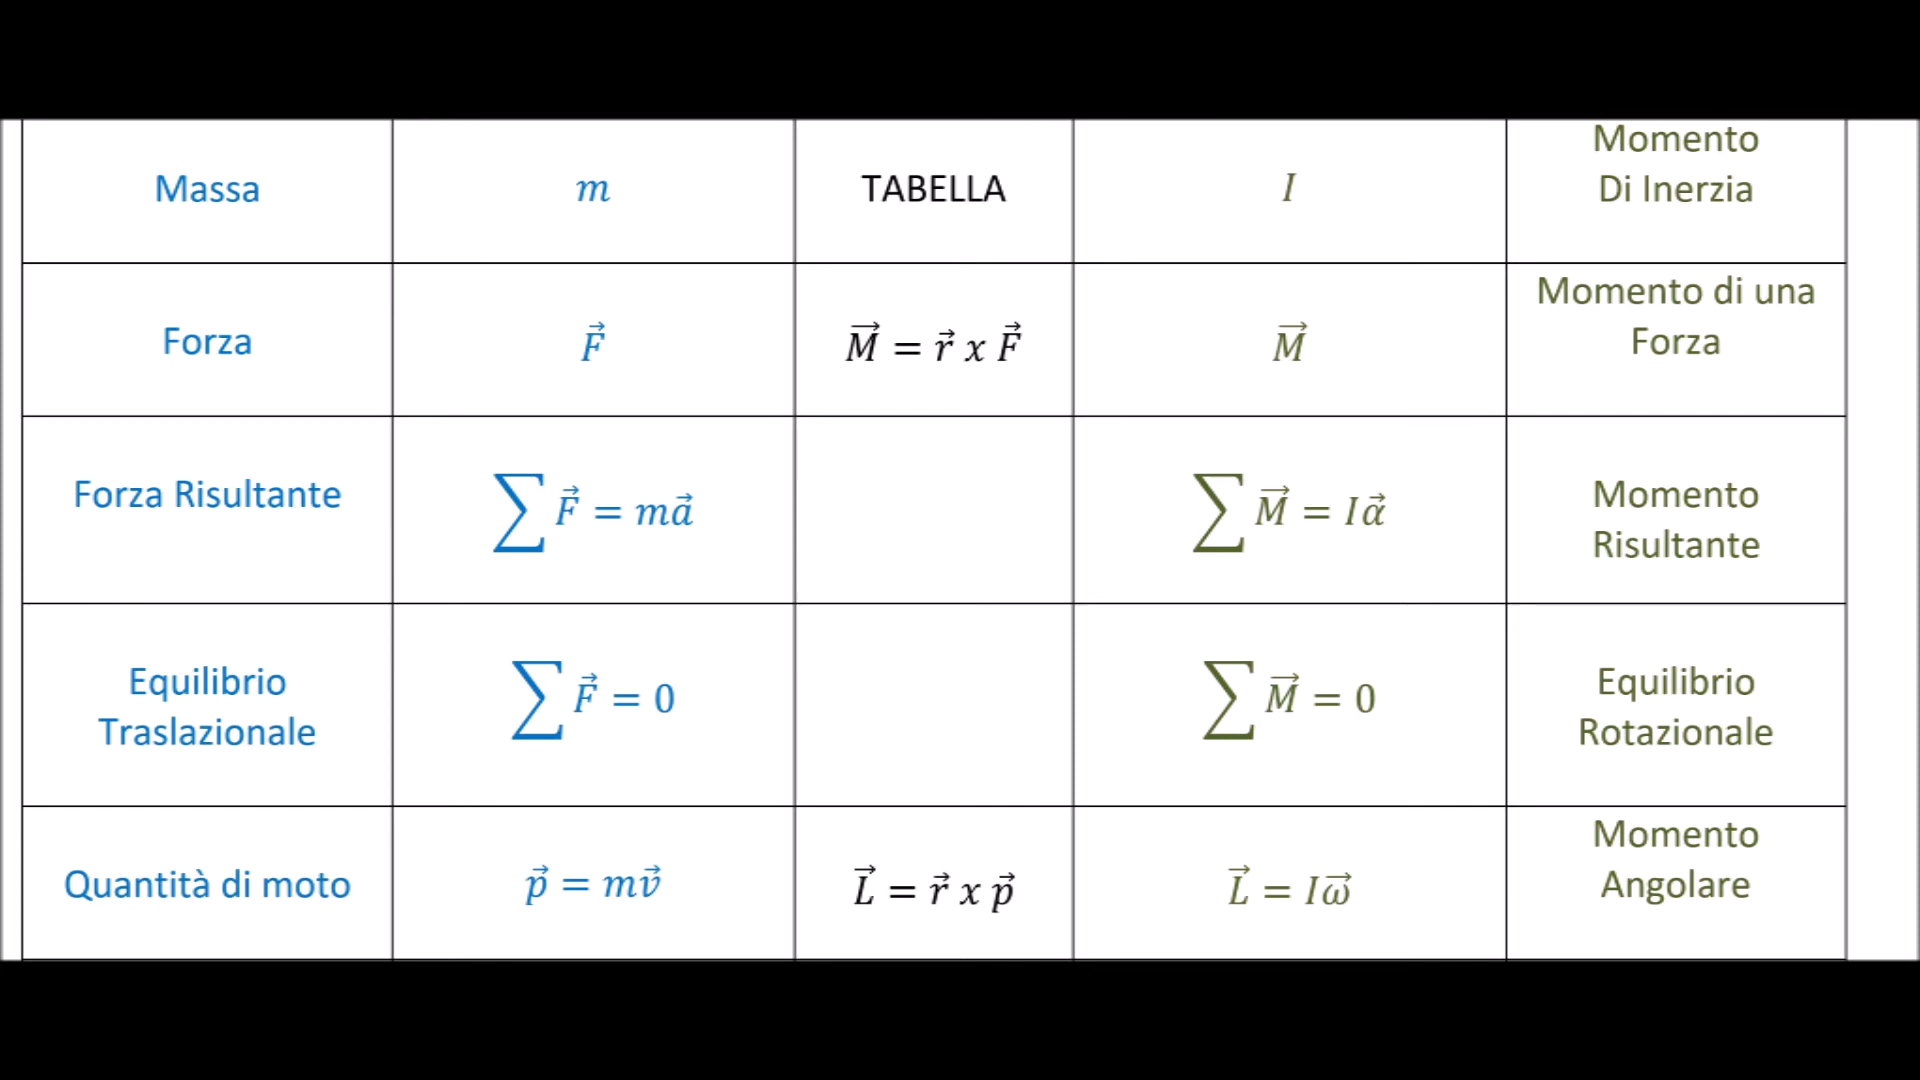 Massa
m
TABELLA
I
Momento
Di Inerzia
Forza
F⃗
M⃗ = r⃗ x F⃗
M⃗
Momento di una
Forza
Forza Risultante
∑ F⃗ = ma⃗
∑ M⃗ = Iα⃗
Momento
Risultante
Equilibrio
Traslazionale
∑ F⃗ = 0
∑ M⃗ = 0
Equilibrio
Rotazionale
Quantità di moto
p⃗ = mv⃗
L⃗ = r⃗ x p⃗
L⃗ = Iω⃗
Momento
Angolare